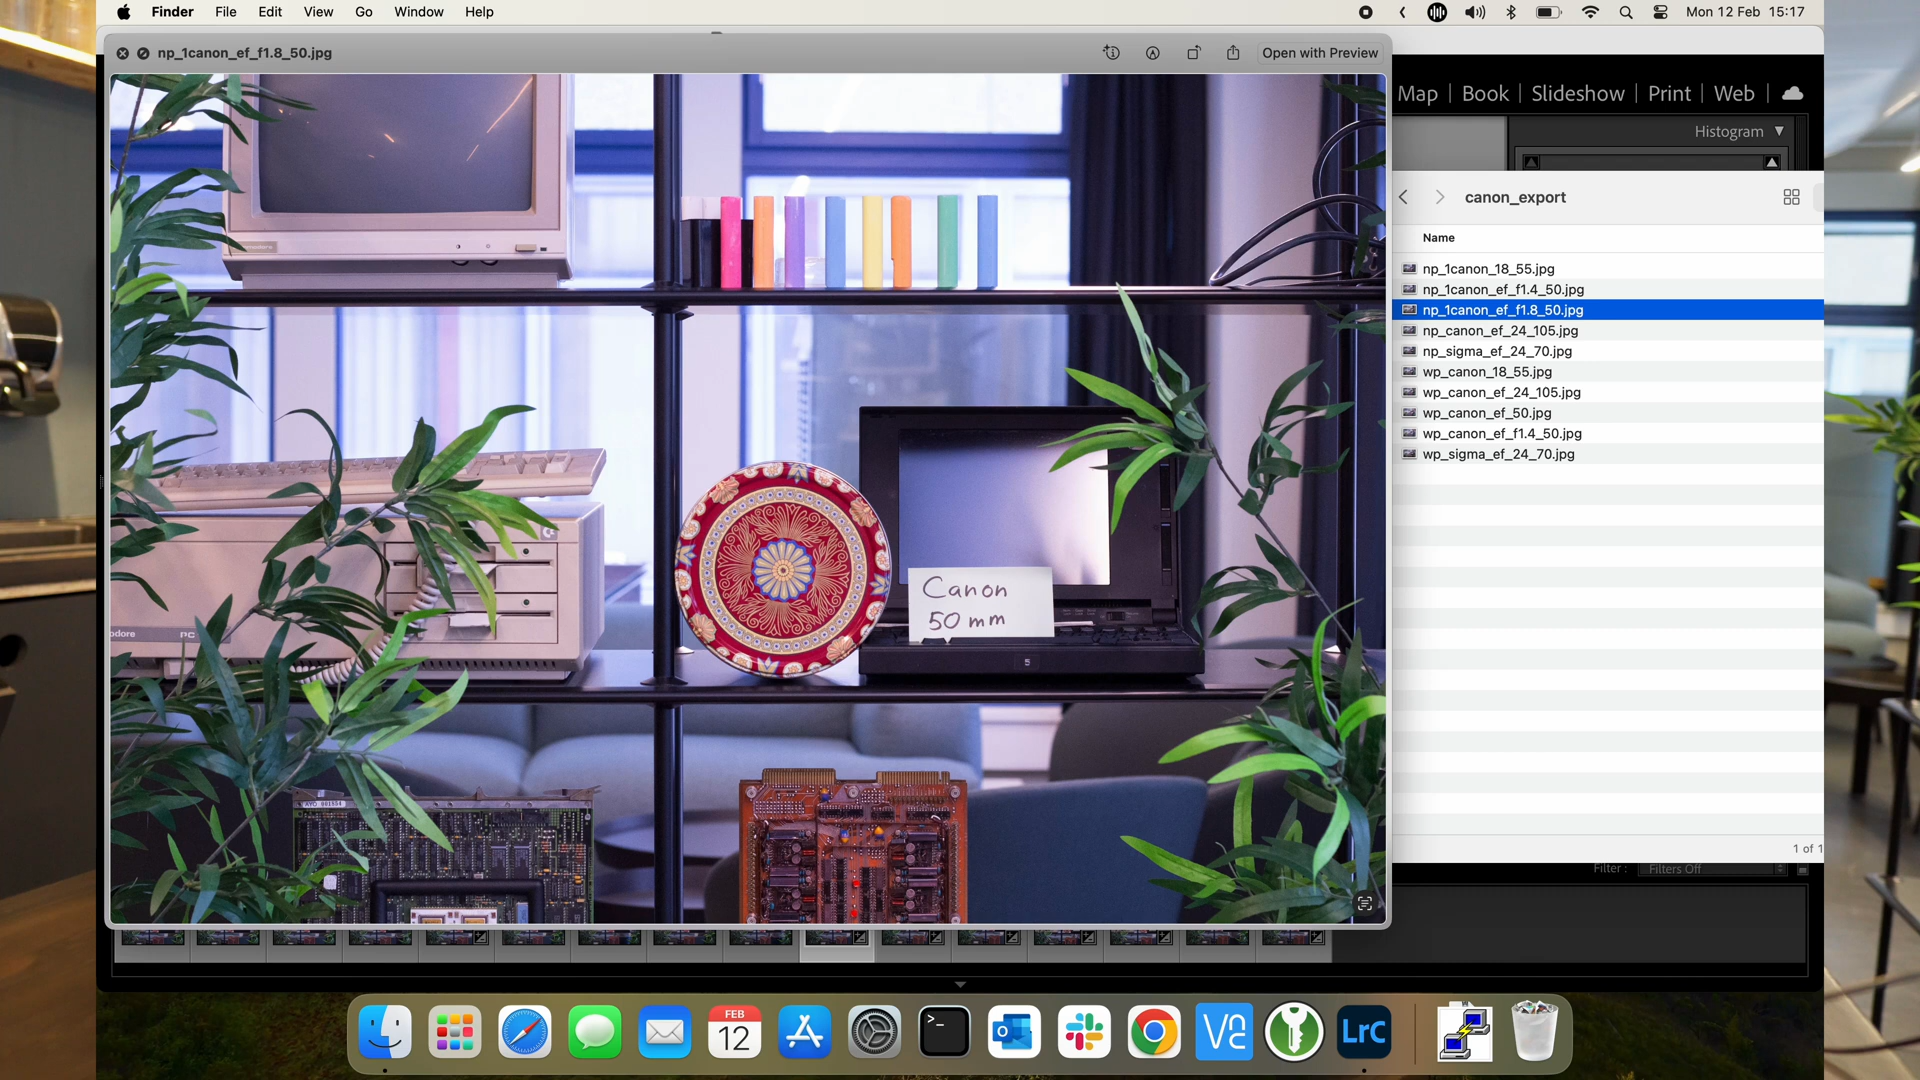 Finder File Edit View Go Window Help Mon 12 Feb 15:17
np_1canon_ef_f1.8_50.jpg Open with Preview
Map | Book | Slideshow | Print | Web |
Histogram
canon_export
Name
np_1canon_18_55.jpg
np_1canon_ef_f1.4_50.jpg
np_1canon_ef_f1.8_50.jpg
np_canon_ef_24_105.jpg
np_sigma_ef_24_70.jpg
wp_canon_18_55.jpg
wp_canon_ef_24_105.jpg
wp_canon_ef_50.jpg
wp_canon_ef_f1.4_50.jpg
wp_sigma_ef_24_70.jpg
Canon
50 mm
odore PC
5
1 of 1
Filter : Filters Off
FEB
12
LrC